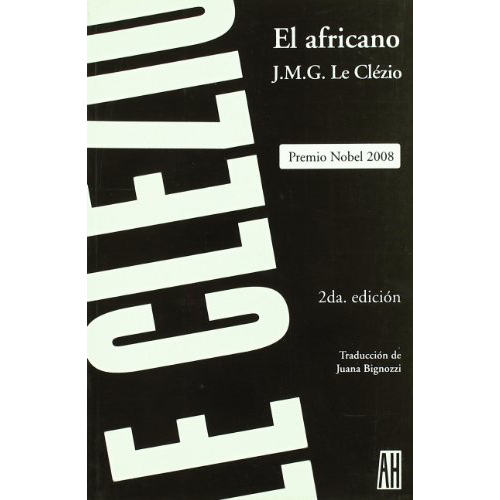 El africano
J.M.G. Le Clézio
Premio Nobel 2008
2da. edición
Traducción de
Juana Bignozzi
AH
LE CLEZIO